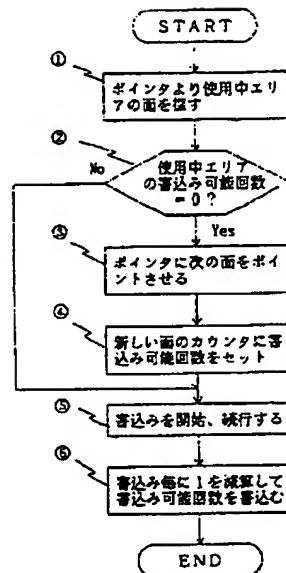 START
①
ポインタより使用中エリ
アの面を探す
②
No
使用中エリア
の書込み可能回数
=0?
Yes
③
ポインタに次の面をポイ
ントさせる
④
新しい面のカウンタに書
込み可能回数をセット
⑤
書込みを開始、続行する
⑥
書込み毎に1を減算して
書込み可能回数を書込む
END